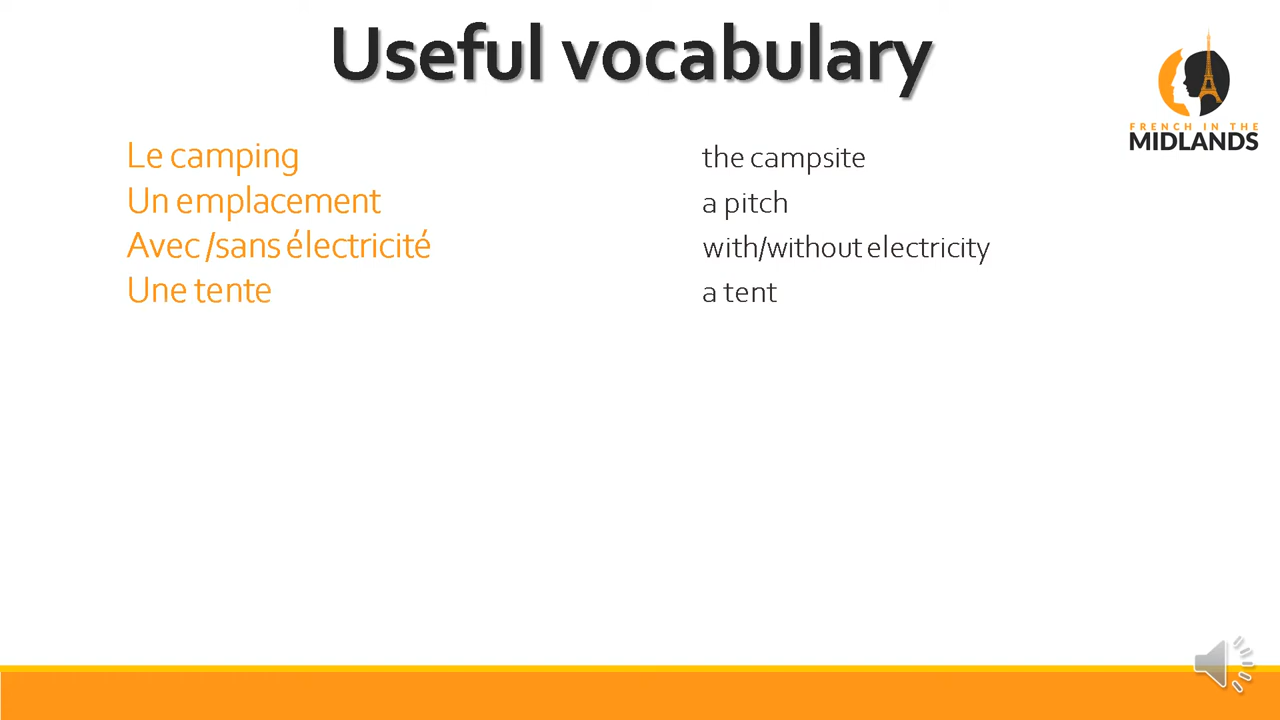 Useful vocabulary
FRENCH IN THE
MIDLANDS
Le camping the campsite
Un emplacement a pitch
Avec /sans électricité with/without electricity
Une tente a tent